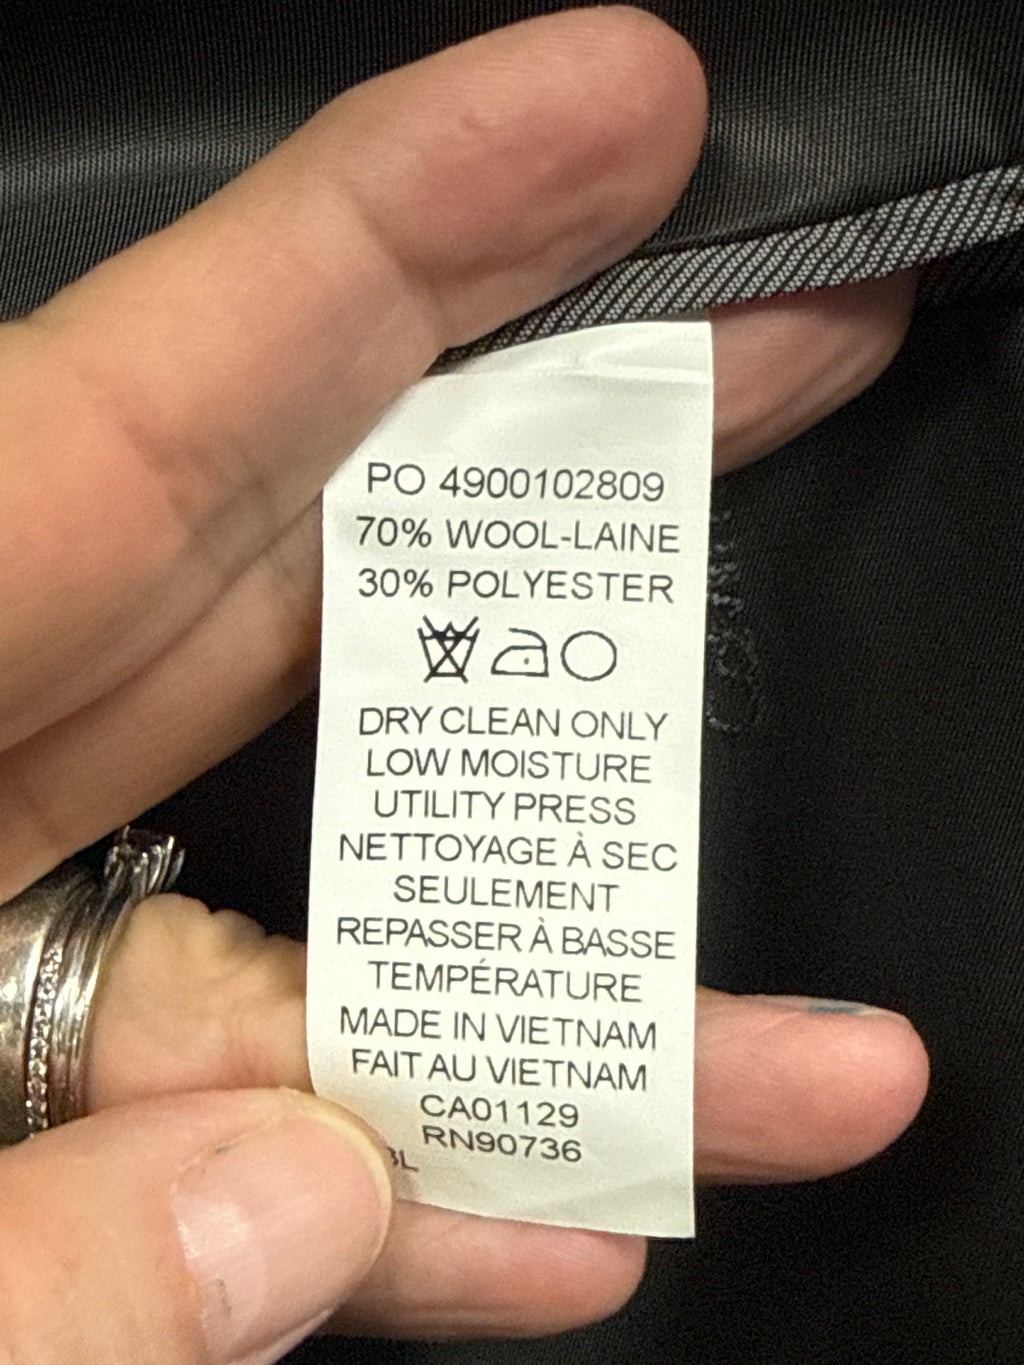 PO 4900102809
70% WOOL-LAINE
30% POLYESTER
DRY CLEAN ONLY
LOW MOISTURE
UTILITY PRESS
NETTOYAGE À SEC
SEULEMENT
REPASSER À BASSE
TEMPÉRATURE
MADE IN VIETNAM
FAIT AU VIETNAM
CA01129
RN90736